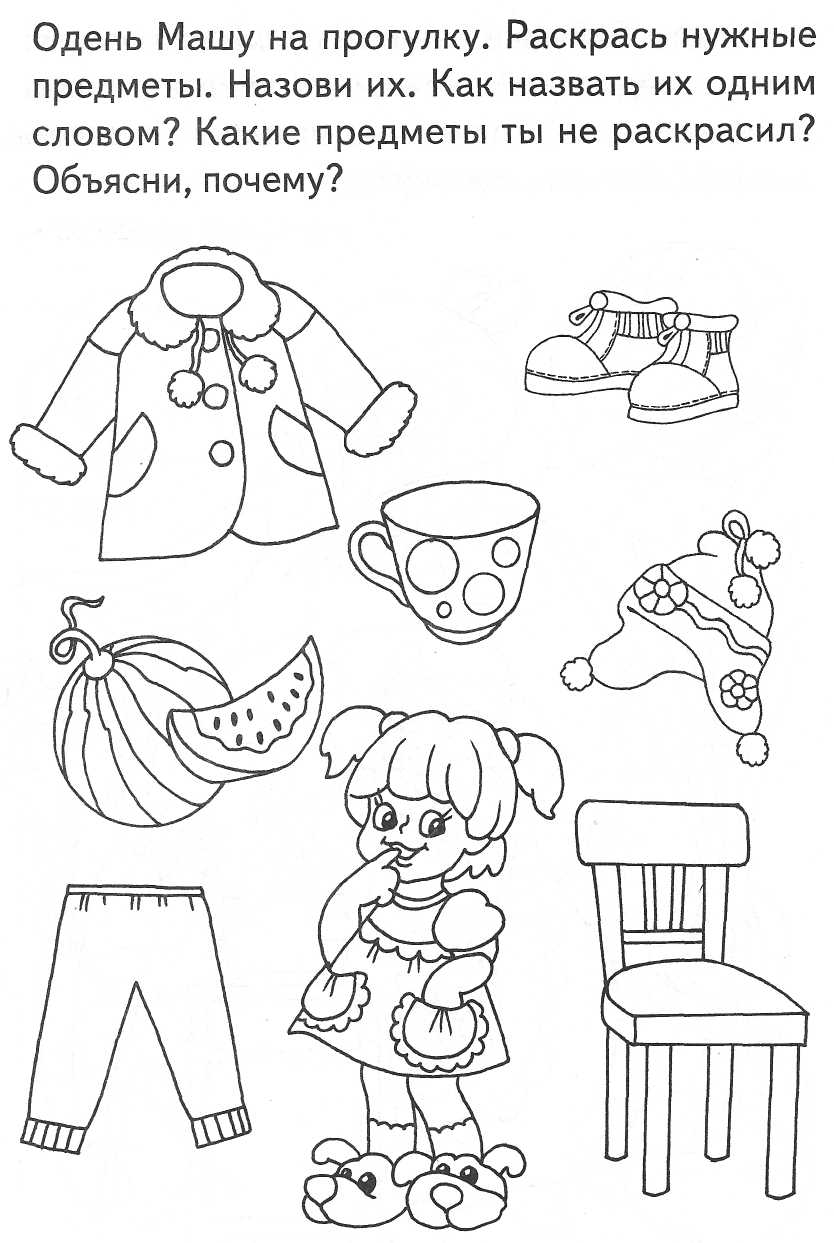 Одень Машу на прогулку. Раскрась нужные
предметы. Назови их. Как назвать их одним
словом? Какие предметы ты не раскрасил?
Объясни, почему?